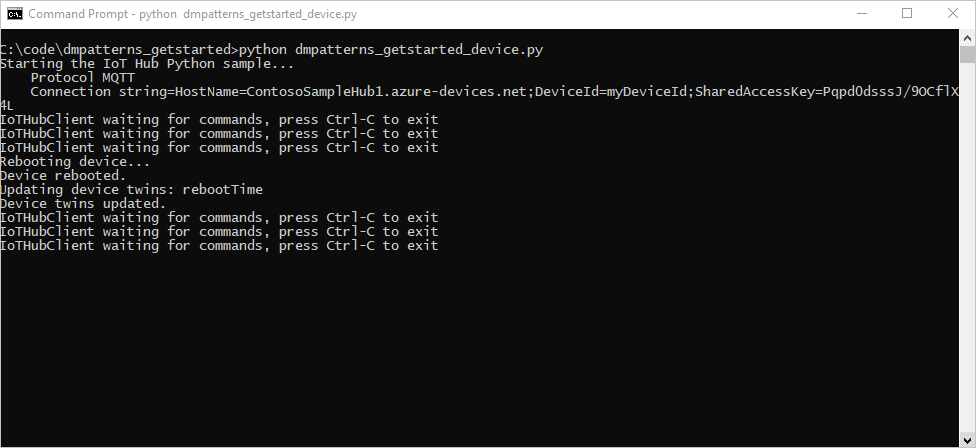 Command Prompt - python  dmpatterns_getstarted_device.py
C:\code\dmpatterns_getstarted>python dmpatterns_getstarted_device.py
Starting the IoT Hub Python sample...
    Protocol MQTT
    Connection string=HostName=ContosoSampleHub1.azure-devices.net;DeviceId=myDeviceId;SharedAccessKey=PqpdOdsssJ/9OCflX
4L
IoTHubClient waiting for commands, press Ctrl-C to exit
IoTHubClient waiting for commands, press Ctrl-C to exit
IoTHubClient waiting for commands, press Ctrl-C to exit
Rebooting device...
Device rebooted.
Updating device twins: rebootTime
Device twins updated.
IoTHubClient waiting for commands, press Ctrl-C to exit
IoTHubClient waiting for commands, press Ctrl-C to exit
IoTHubClient waiting for commands, press Ctrl-C to exit